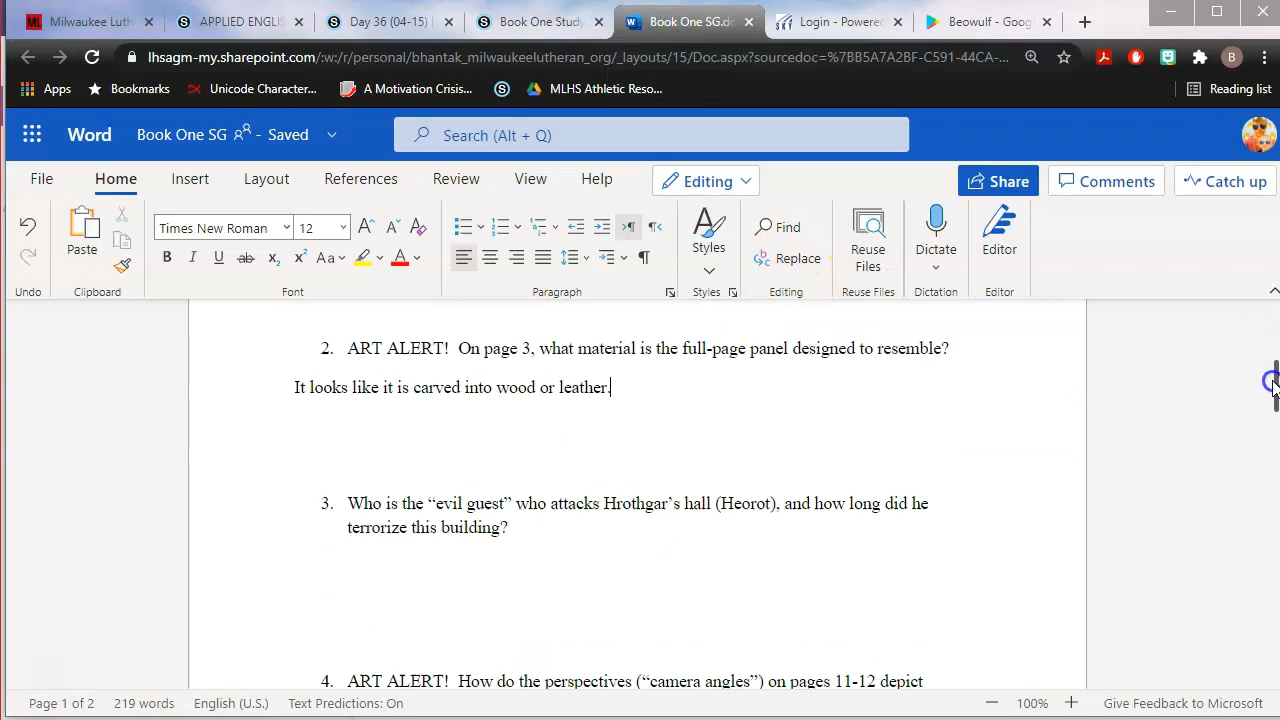 Milwaukee Luth
APPLIED ENGLIS
Day 36 (04-15) |
Book One Study
Book One SG.do
Login - Powered
Beowulf - Goog
lhsagm-my.sharepoint.com/:w:/r/personal/bhantak_milwaukeelutheran_org/_layouts/15/Doc.aspx?sourcedoc=%7BB5A7A2BF-C591-44CA-...
B
Apps
Bookmarks
Unicode Character...
A Motivation Crisis...
MLHS Athletic Reso...
Reading list
Word
Book One SG
- Saved
Search (Alt + Q)
File
Home
Insert
Layout
References
Review
View
Help
Editing
Share
Comments
Catch up
Paste
Times New Roman
12
Styles
Find
Replace
Reuse Files
Dictate
Editor
Undo
Clipboard
Font
Paragraph
Styles
Editing
Reuse Files
Dictation
Editor
2. ART ALERT! On page 3, what material is the full-page panel designed to resemble?
It looks like it is carved into wood or leather.
3. Who is the “evil guest” who attacks Hrothgar’s hall (Heorot), and how long did he
terrorize this building?
4. ART ALERT! How do the perspectives (“camera angles”) on pages 11-12 depict
Page 1 of 2
219 words
English (U.S.)
Text Predictions: On
100%
Give Feedback to Microsoft